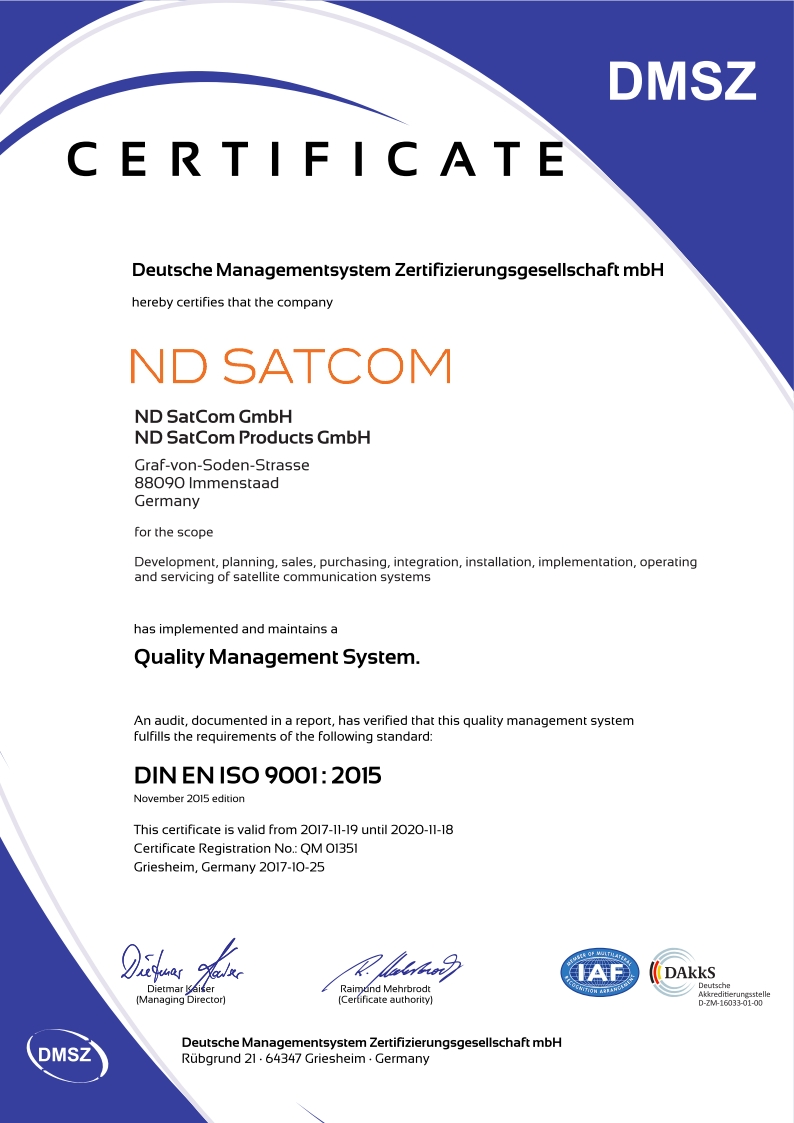 DMSZ
CERTIFICATE
Deutsche Managementsystem Zertifizierungsgesellschaft mbH
hereby certifies that the company
ND SATCOM
ND SatCom GmbH
ND SatCom Products GmbH
Graf-von-Soden-Strasse
88090 Immenstaad
Germany
for the scope
Development, planning, sales, purchasing, integration, installation, implementation, operating
and servicing of satellite communication systems
has implemented and maintains a
Quality Management System.
An audit, documented in a report, has verified that this quality management system
fulfills the requirements of the following standard:
DIN EN ISO 9001 : 2015
November 2015 edition
This certificate is valid from 2017-11-19 until 2020-11-18
Certificate Registration No.: QM 01351
Griesheim, Germany 2017-10-25
Dietmar Kaiser
R. Mehrbrodt
Dietmar Kaiser
(Managing Director)
Raimund Mehrbrodt
(Certificate authority)
MEMBER OF MULTILATERAL
IAF
RECOGNITION ARRANGEMENT
DAkkS
Deutsche
Akkreditierungsstelle
D-ZM-16033-01-00
DMSZ
Deutsche Managementsystem Zertifizierungsgesellschaft mbH
Rübgrund 21 · 64347 Griesheim · Germany